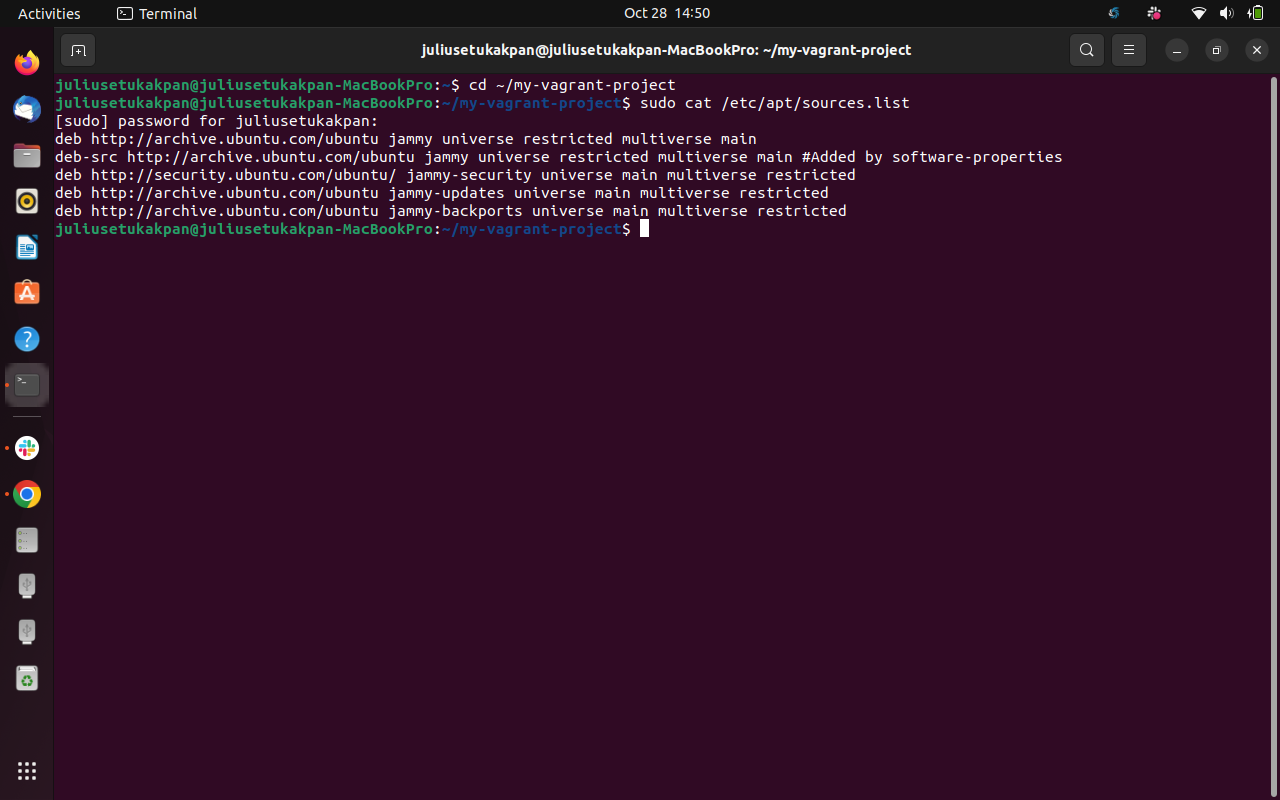 Activities Terminal Oct 28 14:50
juliusetukakpan@juliusetukakpan-MacBookPro: ~/my-vagrant-project
juliusetukakpan@juliusetukakpan-MacBookPro:~$ cd ~/my-vagrant-project
juliusetukakpan@juliusetukakpan-MacBookPro:~/my-vagrant-project$ sudo cat /etc/apt/sources.list
[sudo] password for juliusetukakpan:
deb http://archive.ubuntu.com/ubuntu jammy universe restricted multiverse main
deb-src http://archive.ubuntu.com/ubuntu jammy universe restricted multiverse main #Added by software-properties
deb http://security.ubuntu.com/ubuntu/ jammy-security universe main multiverse restricted
deb http://archive.ubuntu.com/ubuntu jammy-updates universe main multiverse restricted
deb http://archive.ubuntu.com/ubuntu jammy-backports universe main multiverse restricted
juliusetukakpan@juliusetukakpan-MacBookPro:~/my-vagrant-project$